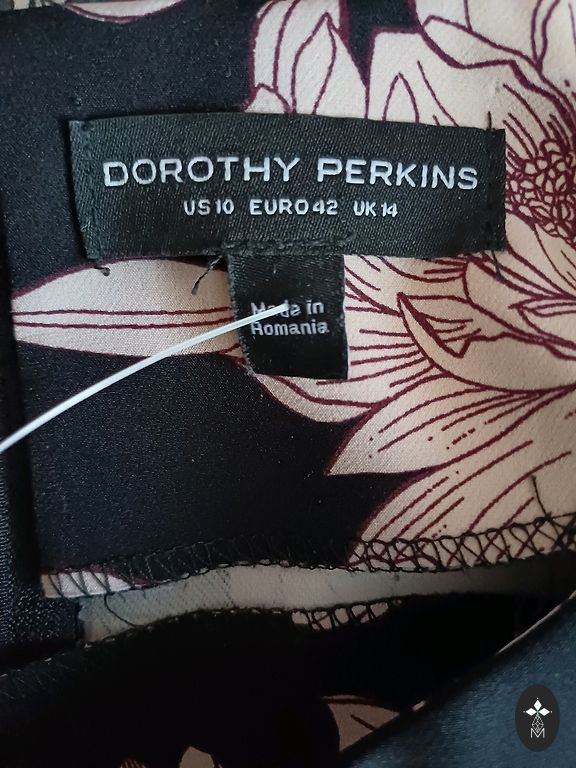 DOROTHY PERKINS
US 10 EURO 42 UK 14
Made in
Romania
M